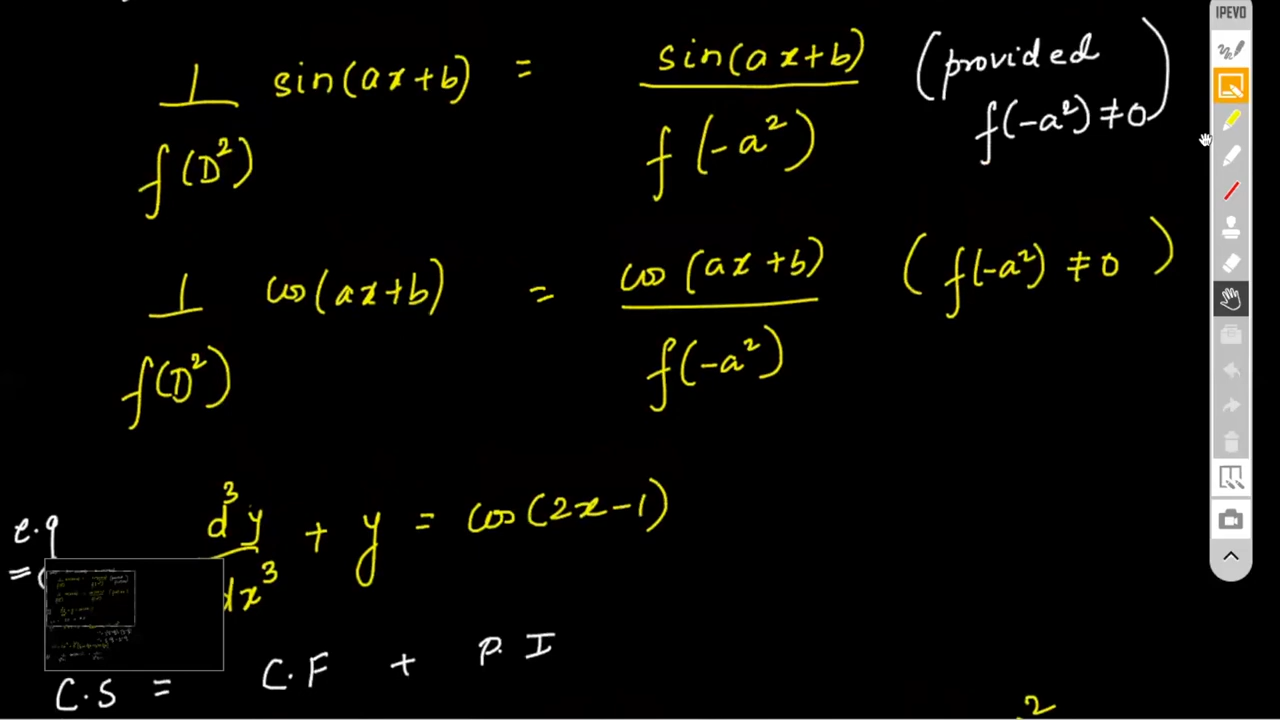 1/f(D²) sin(ax+b) = sin(ax+b)/f(-a²) (provided f(-a²) ≠ 0)
1/f(D²) cos(ax+b) = cos(ax+b)/f(-a²) (f(-a²) ≠ 0)
e.g d³y/dx³ + y = cos(2x-1)
C.S = C.F + P.I
2
IPEVO